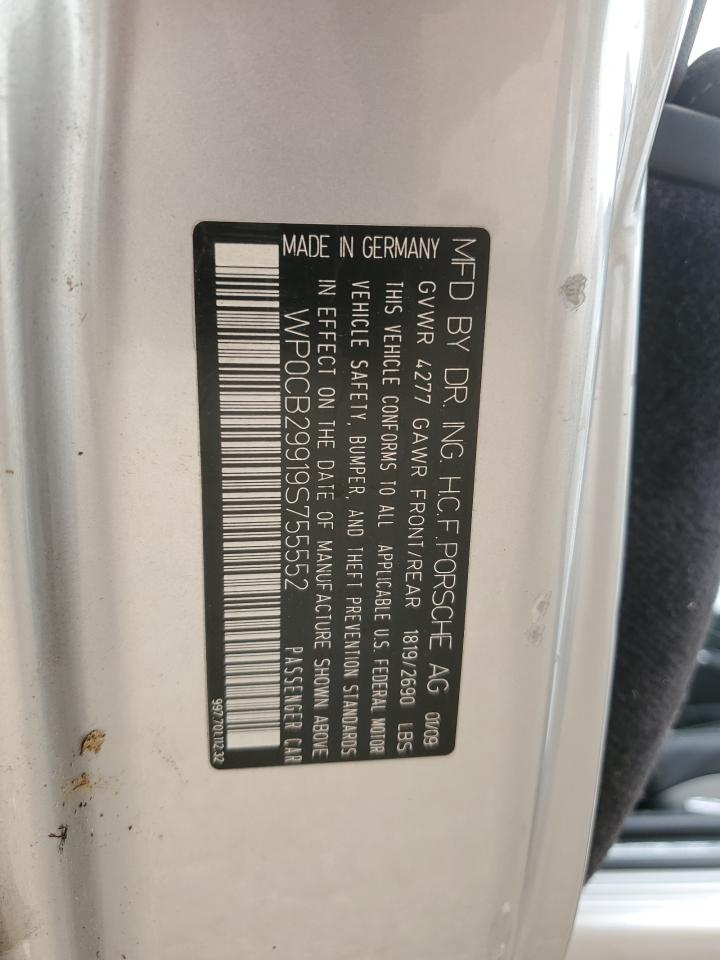 MFD BY DR. ING. H.C.F. PORSCHE AG 01/09
GVWR 4277 GAWR FRONT/REAR 1819/2690 LBS
THIS VEHICLE CONFORMS TO ALL APPLICABLE U.S. FEDERAL MOTOR
VEHICLE SAFETY, BUMPER, AND THEFT PREVENTION STANDARDS
IN EFFECT ON THE DATE OF MANUFACTURE SHOWN ABOVE
MADE IN GERMANY WP0CB29919S755552 PASSENGER CAR
997.701.112.32